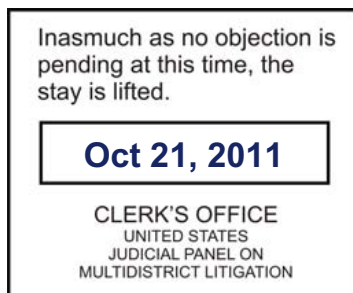 Inasmuch as no objection is
pending at this time, the
stay is lifted.
Oct 21, 2011
CLERK'S OFFICE
UNITED STATES
JUDICIAL PANEL ON
MULTIDISTRICT LITIGATION